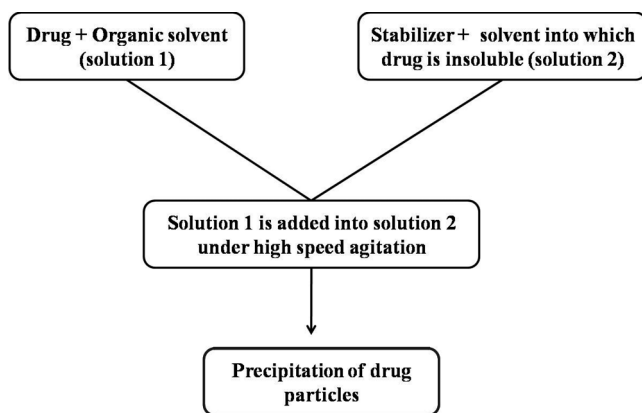 Drug + Organic solvent
(solution 1)
Stabilizer + solvent into which
drug is insoluble (solution 2)
Solution 1 is added into solution 2
under high speed agitation
Precipitation of drug
particles